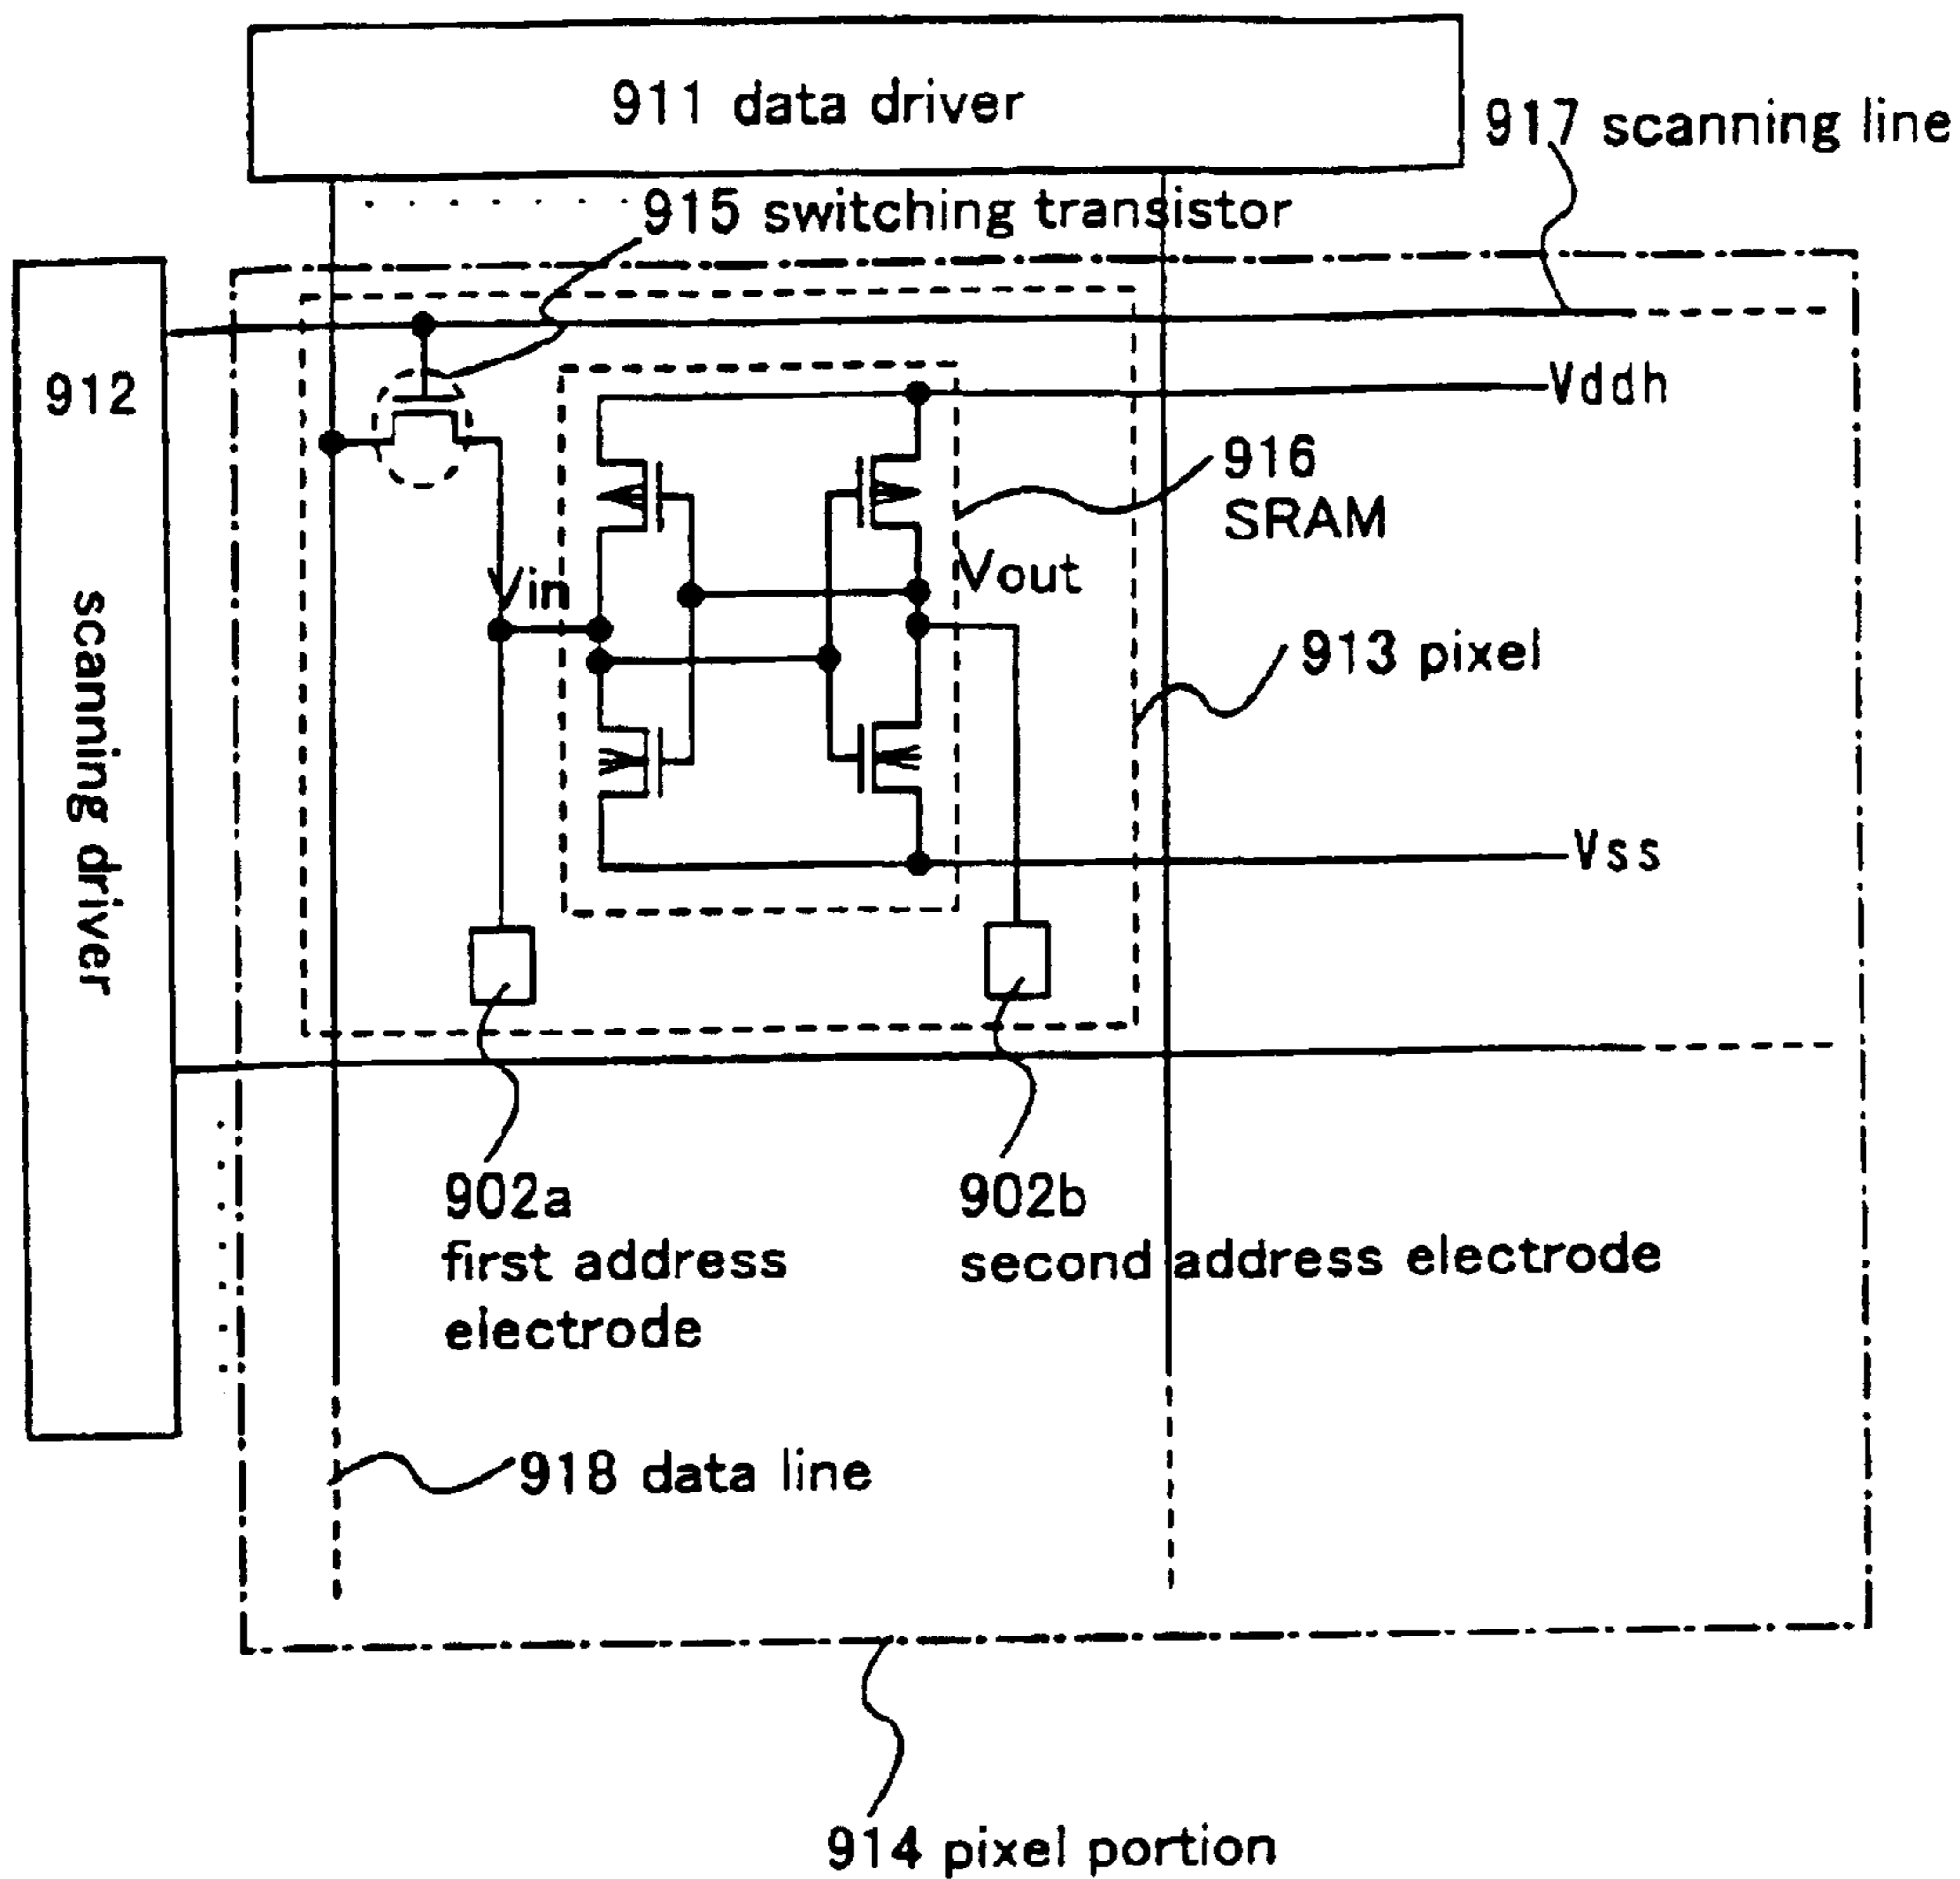 911 data driver
917 scanning line
915 switching transistor
912
scanning driver
Vddh
916
SRAM
Vin
Vout
913 pixel
Vss
902a
first address
electrode
902b
second address electrode
918 data line
914 pixel portion